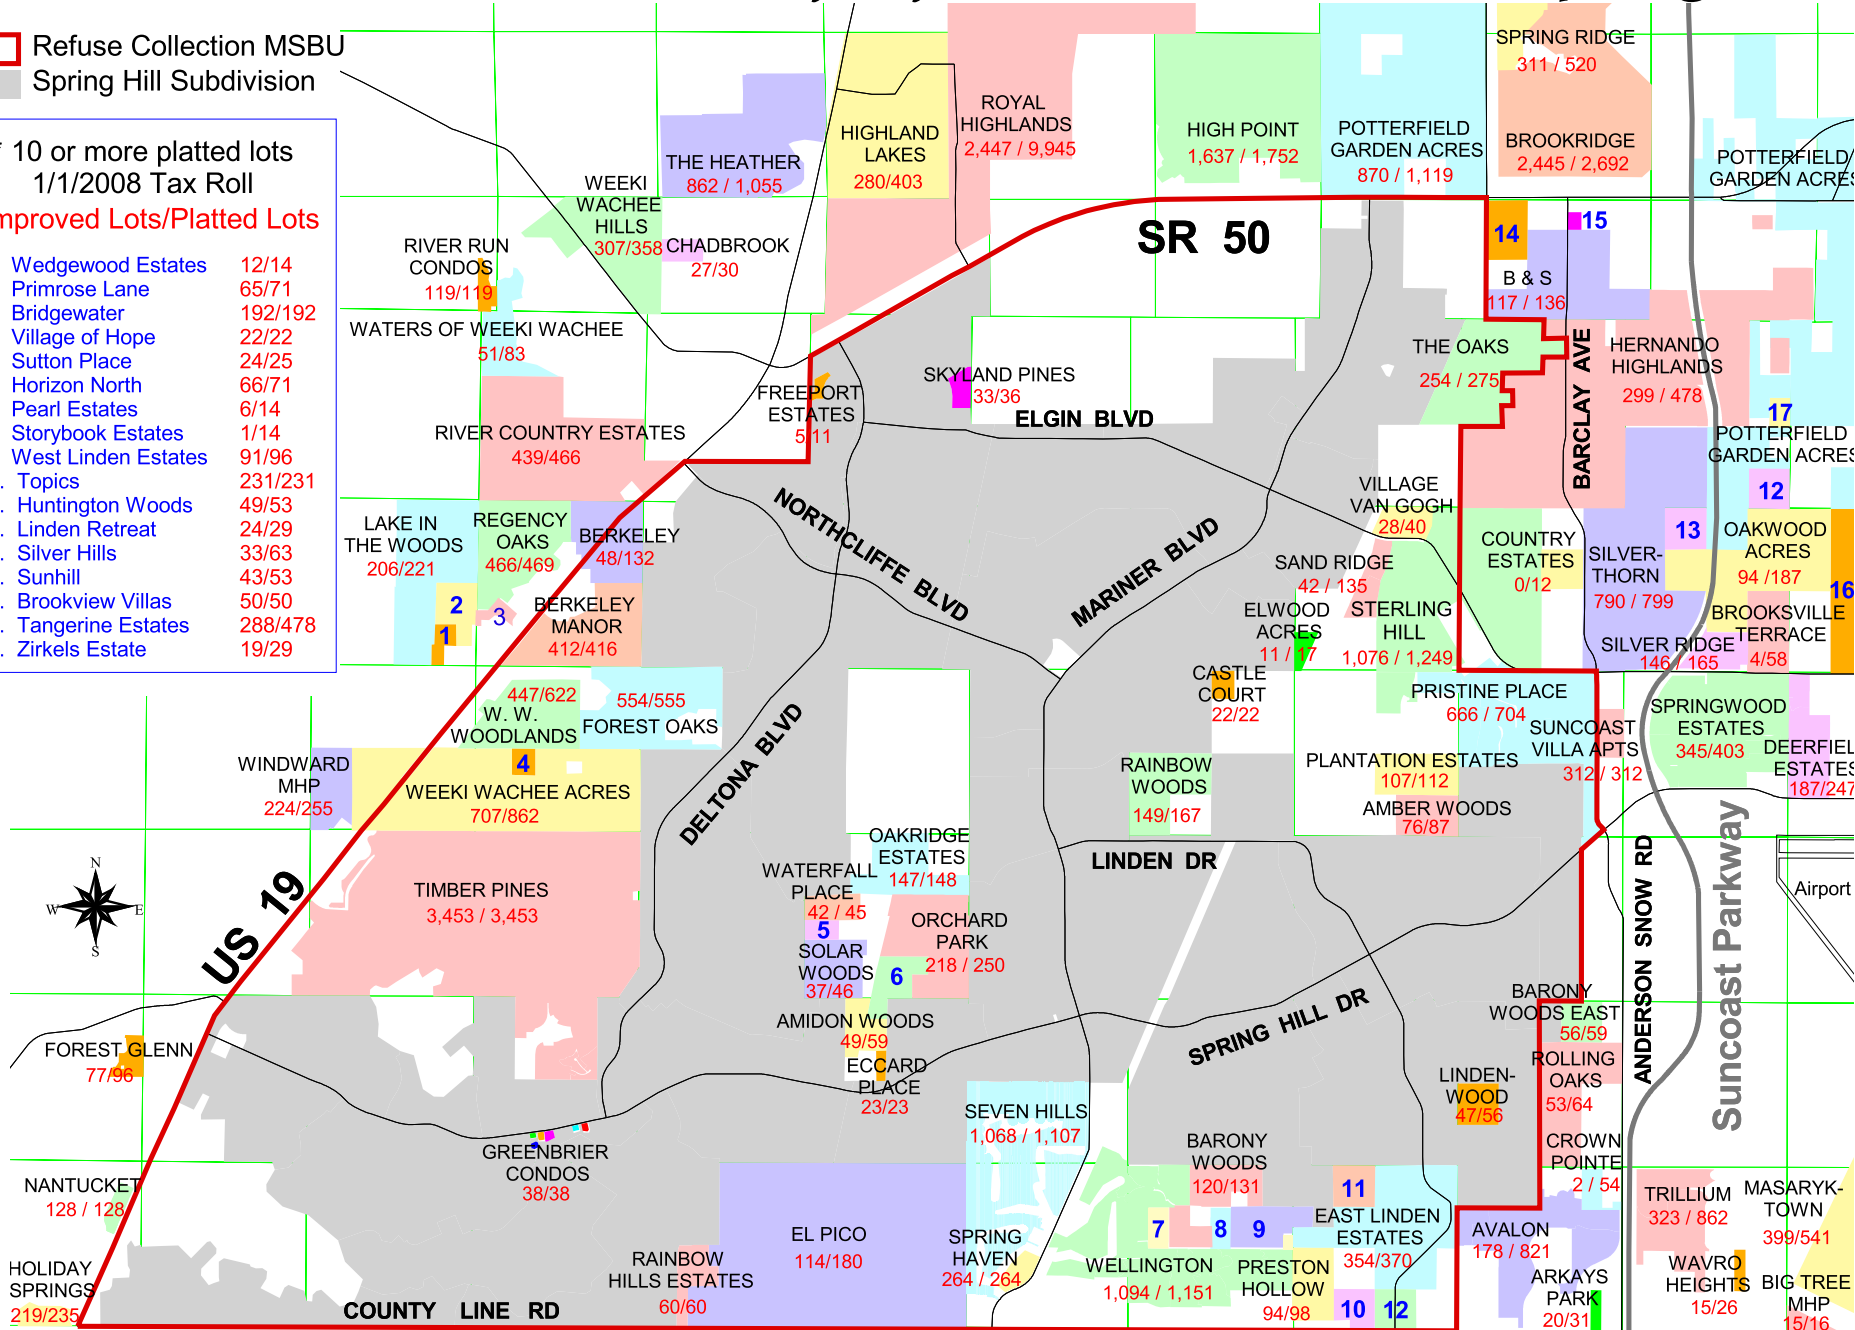 Refuse Collection MSBU
Spring Hill Subdivision
10 or more platted lots
1/1/2008 Tax Roll
mproved Lots/Platted Lots
Wedgewood Estates 12/14
Primrose Lane 65/71
Bridgewater 192/192
Village of Hope 22/22
Sutton Place 24/25
Horizon North 66/71
Pearl Estates 6/14
Storybook Estates 1/14
West Linden Estates 91/96
. Topics 231/231
. Huntington Woods 49/53
. Linden Retreat 24/29
. Silver Hills 33/63
. Sunhill 43/53
. Brookview Villas 50/50
. Tangerine Estates 288/478
. Zirkels Estate 19/29
SPRING RIDGE
311 / 520
ROYAL
HIGHLANDS
2,447 / 9,945
HIGHLAND
LAKES
280/403
HIGH POINT
1,637 / 1,752
POTTERFIELD
GARDEN ACRES
870 / 1,119
BROOKRIDGE
2,445 / 2,692
POTTERFIELD/
GARDEN ACRES
THE HEATHER
862 / 1,055
WEEKI
WACHEE
HILLS
307/358
CHADBROOK
27/30
RIVER RUN
CONDOS
119/119
WATERS OF WEEKI WACHEE
51/83
SR 50
14
15
B & S
117 / 136
THE OAKS
254 / 275
BARCLAY AVE
HERNANDO
HIGHLANDS
299 / 478
17
POTTERFIELD
GARDEN ACRES
12
FREEPORT
ESTATES
5/11
SKYLAND PINES
33/36
ELGIN BLVD
RIVER COUNTRY ESTATES
439/466
NORTHCLIFFE BLVD
MARINER BLVD
VILLAGE
VAN GOGH
28/40
LAKE IN
THE WOODS
206/221
REGENCY
OAKS
466/469
BERKELEY
48/132
SAND RIDGE
42 / 135
COUNTRY
ESTATES
0/12
SILVER-
THORN
790 / 799
13
OAKWOOD
ACRES
94 / 187
16
2
1
3
BERKELEY
MANOR
412/416
ELWOOD
ACRES
11 / 17
STERLING
HILL
1,076 / 1,249
BROOKSVILLE
TERRACE
4/58
SILVER RIDGE
146 / 165
CASTLE
COURT
22/22
PRISTINE PLACE
666 / 704
SUNCOAST
VILLA APTS
312 / 312
SPRINGWOOD
ESTATES
345/403
DEERFIEL
ESTATES
187/247
447/622
W. W.
WOODLANDS
554/555
FOREST OAKS
DELTONA BLVD
WINDWARD
MHP
224/255
4
WEEKI WACHEE ACRES
707/862
RAINBOW
WOODS
149/167
PLANTATION ESTATES
107/112
AMBER WOODS
76/87
OAKRIDGE
ESTATES
147/148
LINDEN DR
WATERFALL
PLACE
42 / 45
5
SOLAR
WOODS
37/46
ORCHARD
PARK
218 / 250
6
TIMBER PINES
3,453 / 3,453
N
W
E
S
US 19
ANDERSON SNOW RD
Suncoast Parkway
Airport
AMIDON WOODS
49/59
ECCARD
PLACE
23/23
SPRING HILL DR
BARONY
WOODS EAST
56/59
ROLLING
OAKS
53/64
FOREST GLENN
77/96
LINDEN-
WOOD
47/56
SEVEN HILLS
1,068 / 1,107
GREENBRIER
CONDOS
38/38
BARONY
WOODS
120/131
CROWN
POINTE
2 / 54
NANTUCKET
128 / 128
11
TRILLIUM
323 / 862
MASARYK-
TOWN
399/541
7
8
9
EAST LINDEN
ESTATES
354/370
AVALON
178 / 821
EL PICO
114/180
SPRING
HAVEN
264 / 264
HOLIDAY
SPRINGS
219/235
RAINBOW
HILLS ESTATES
60/60
WELLINGTON
1,094 / 1,151
PRESTON
HOLLOW
94/98
10
12
ARKAYS
PARK
20/31
WAVRO
HEIGHTS
15/26
BIG TREE
MHP
15/16
COUNTY LINE RD